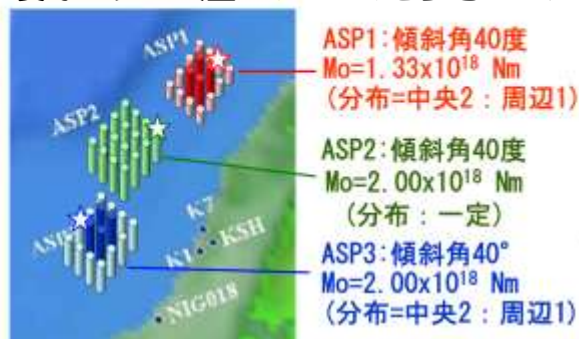 ASP1
ASP2
K7
KSH
K1
NIG018
ASP1:傾斜角40度
Mo=1.33x10¹⁸ Nm
(分布=中央2：周辺1)
ASP2:傾斜角40度
Mo=2.00x10¹⁸ Nm
(分布：一定)
ASP3:傾斜角40°
Mo=2.00x10¹⁸ Nm
(分布=中央2：周辺1)